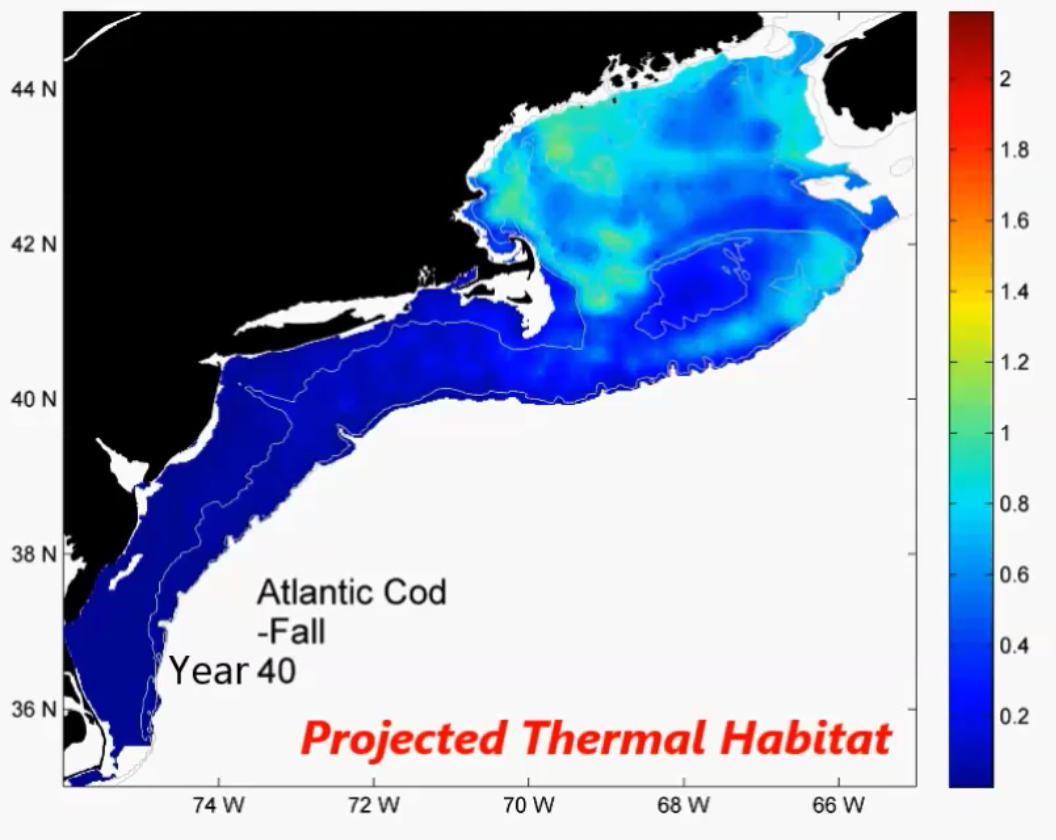 44 N
42 N
40 N
38 N
36 N
74 W
72 W
70 W
68 W
66 W
2
1.8
1.6
1.4
1.2
1
0.8
0.6
0.4
0.2
Atlantic Cod
-Fall
Year 40
Projected Thermal Habitat